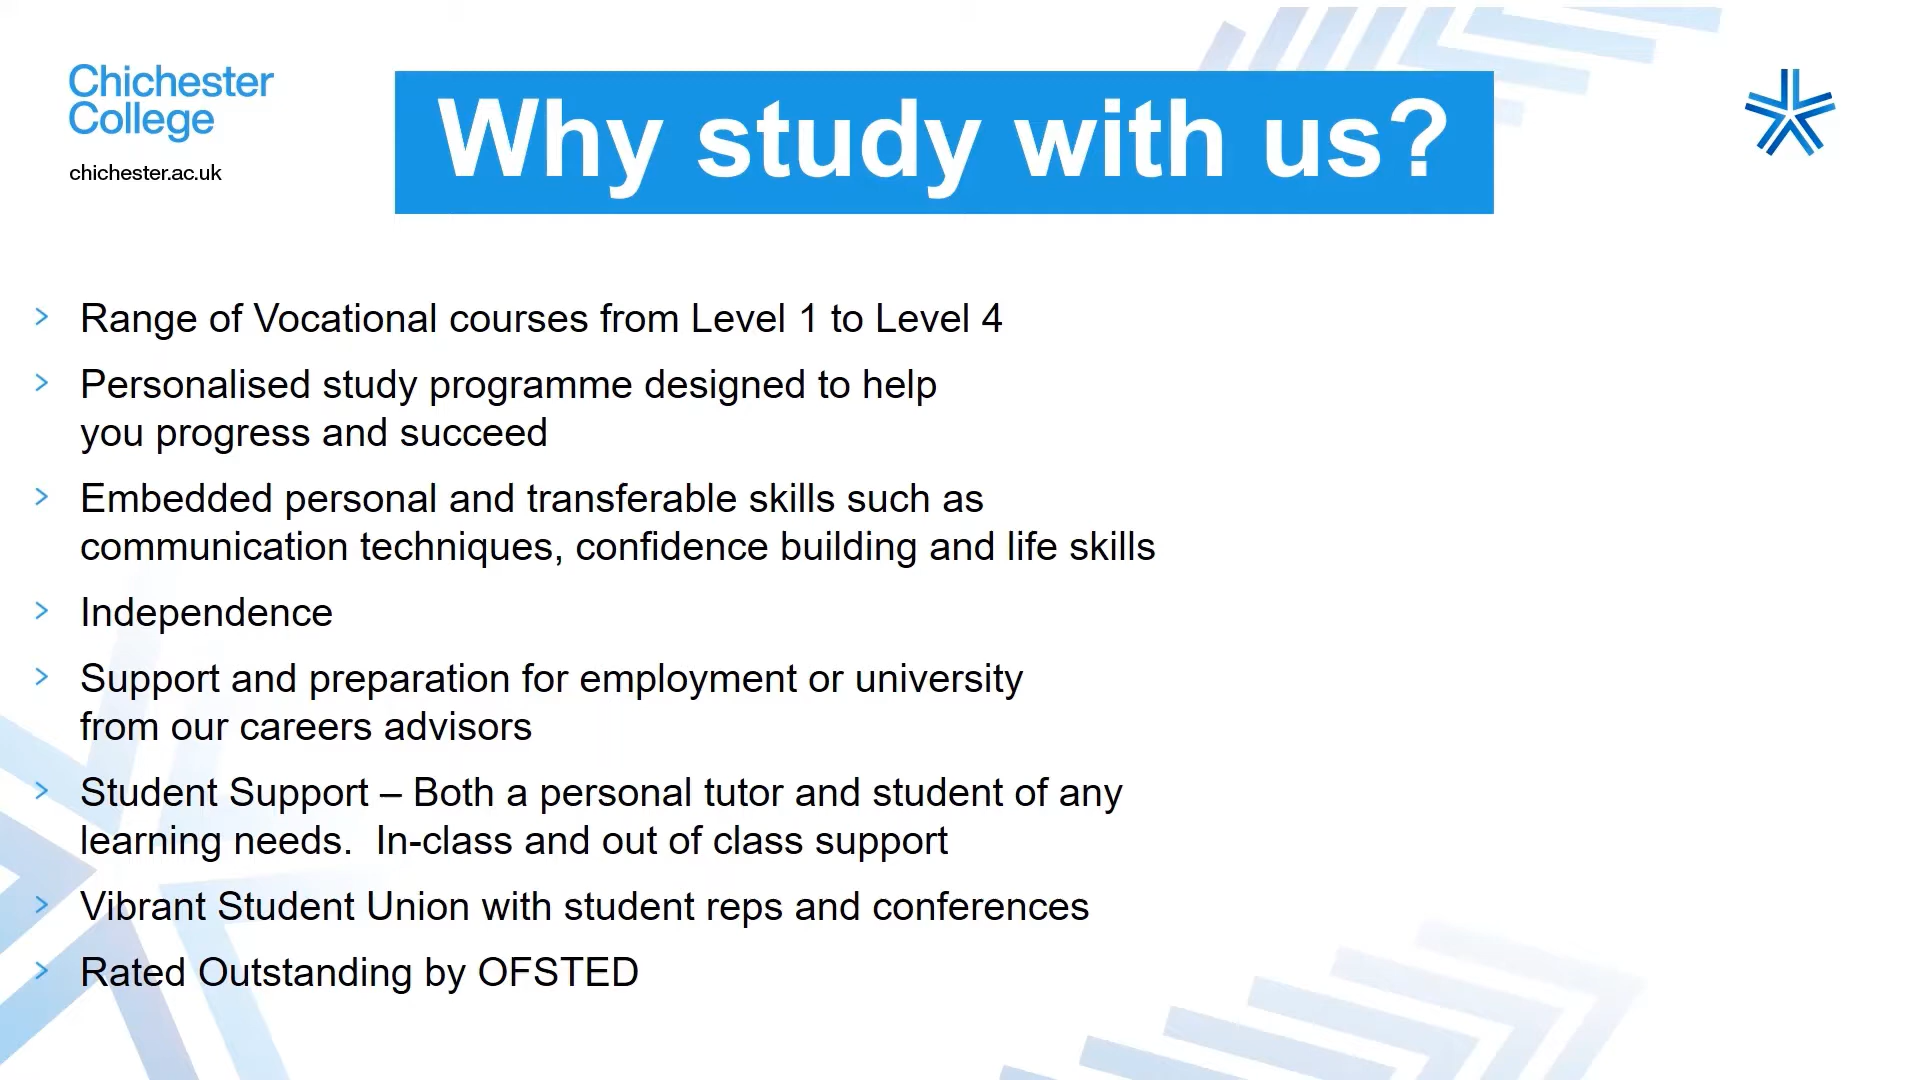 Chichester
College
chichester.ac.uk
Why study with us?
> Range of Vocational courses from Level 1 to Level 4
> Personalised study programme designed to help
you progress and succeed
> Embedded personal and transferable skills such as
communication techniques, confidence building and life skills
> Independence
> Support and preparation for employment or university
from our careers advisors
> Student Support – Both a personal tutor and student of any
learning needs.  In-class and out of class support
> Vibrant Student Union with student reps and conferences
> Rated Outstanding by OFSTED